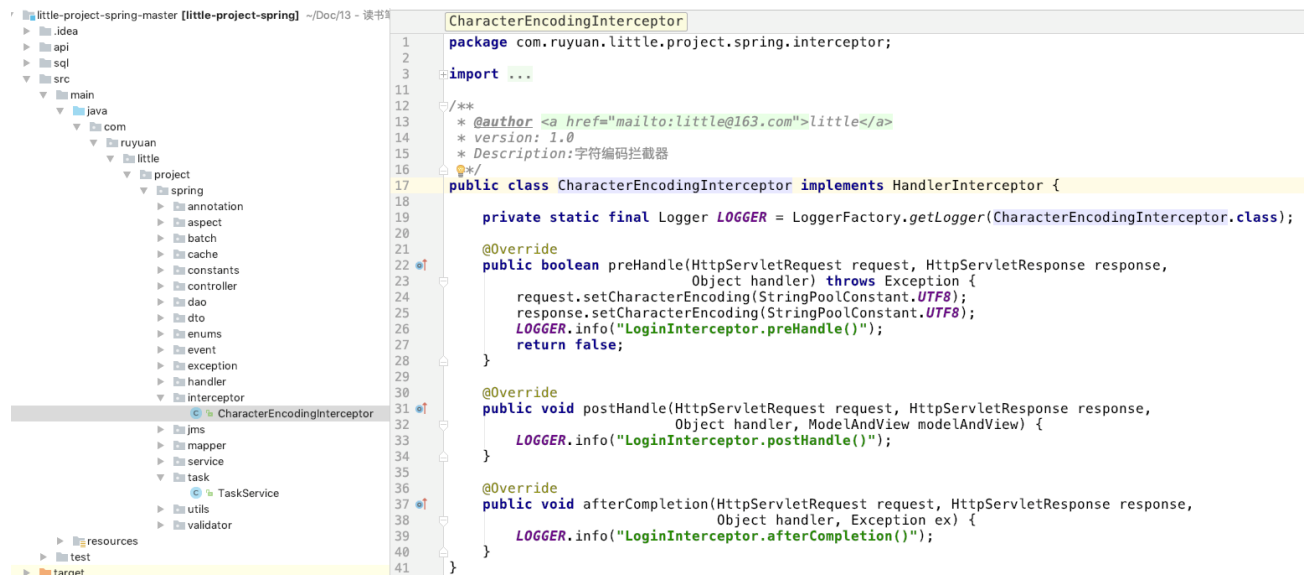 little-project-spring-master [little-project-spring] ~/Doc/13 - 读书笔
.idea
api
sql
src
main
java
com
ruyuan
little
project
spring
annotation
aspect
batch
cache
constants
controller
dao
dto
enums
event
exception
handler
interceptor
CharacterEncodingInterceptor
jms
mapper
service
task
TaskService
utils
validator
resources
test
target
CharacterEncodingInterceptor
1 package com.ruyuan.little.project.spring.interceptor;
2
3 import ...
11
12 /**
13 * @author <a href="mailto:little@163.com">little</a>
14 * version: 1.0
15 * Description:字符编码拦截器
16 */
17 public class CharacterEncodingInterceptor implements HandlerInterceptor {
18
19 private static final Logger LOGGER = LoggerFactory.getLogger(CharacterEncodingInterceptor.class);
20
21 @Override
22 public boolean preHandle(HttpServletRequest request, HttpServletResponse response,
23 Object handler) throws Exception {
24 request.setCharacterEncoding(StringPoolConstant.UTF8);
25 response.setCharacterEncoding(StringPoolConstant.UTF8);
26 LOGGER.info("LoginInterceptor.preHandle()");
27 return false;
28 }
29
30 @Override
31 public void postHandle(HttpServletRequest request, HttpServletResponse response,
32 Object handler, ModelAndView modelAndView) {
33 LOGGER.info("LoginInterceptor.postHandle()");
34 }
35
36 @Override
37 public void afterCompletion(HttpServletRequest request, HttpServletResponse response,
38 Object handler, Exception ex) {
39 LOGGER.info("LoginInterceptor.afterCompletion()");
40 }
41 }